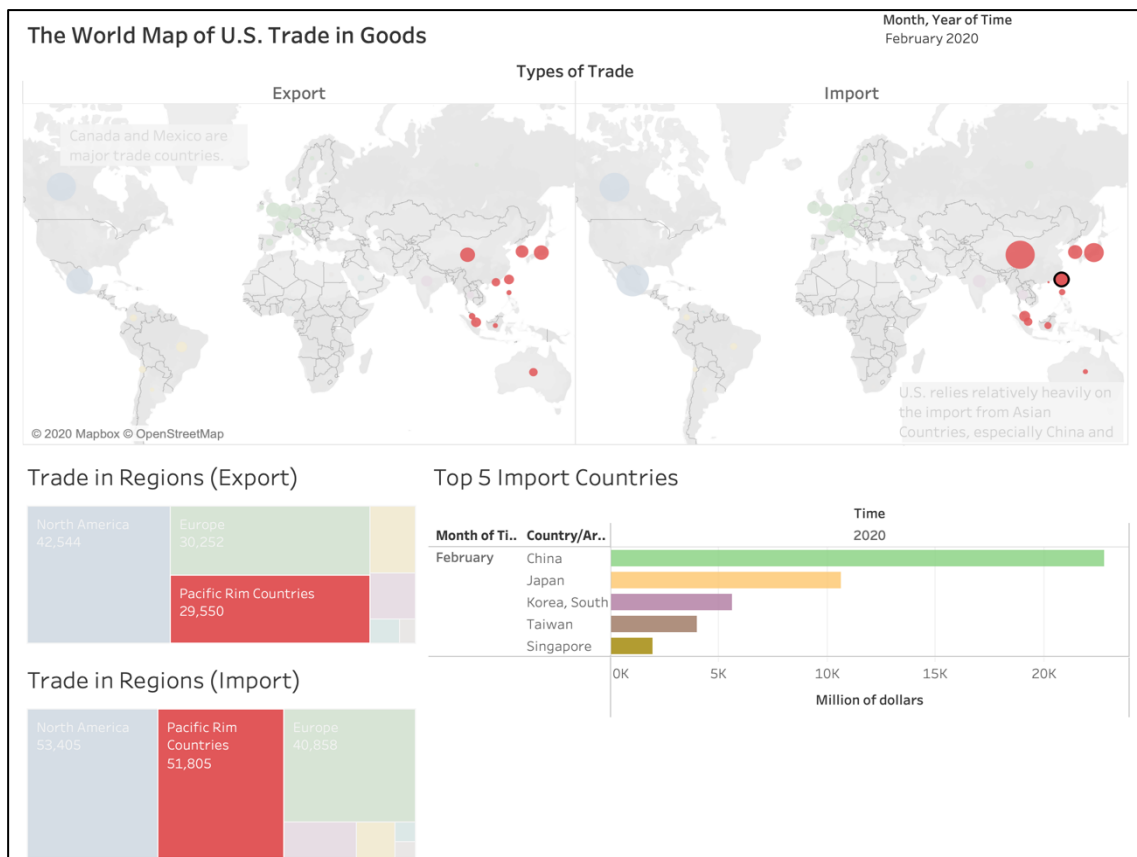 The World Map of U.S. Trade in Goods
Month, Year of Time
February 2020
Types of Trade
Export
Import
Canada and Mexico are
major trade countries.
U.S. relies relatively heavily on
the import from Asian
Countries, especially China and
© 2020 Mapbox © OpenStreetMap
Trade in Regions (Export)
North America
42,544
Europe
30,252
Pacific Rim Countries
29,550
Trade in Regions (Import)
North America
53,405
Pacific Rim
Countries
51,805
Europe
40,858
Top 5 Import Countries
Time
Month of Ti.. Country/Ar.. 2020
February China
Japan
Korea, South
Taiwan
Singapore
0K 5K 10K 15K 20K
Million of dollars